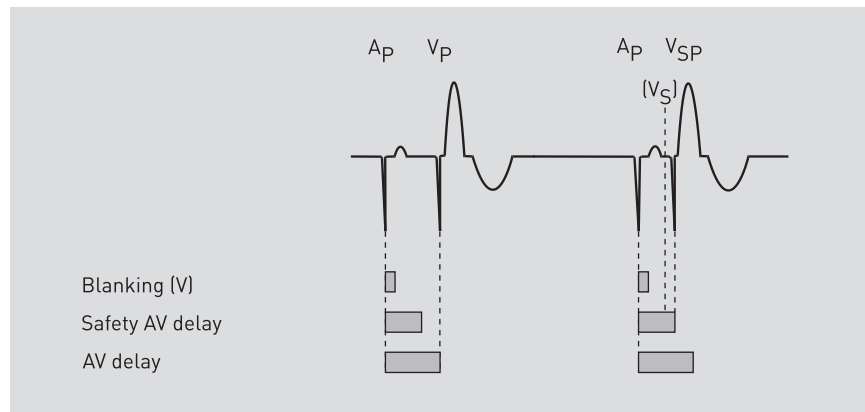 AP VP AP VSP
(VS)
Blanking (V)
Safety AV delay
AV delay